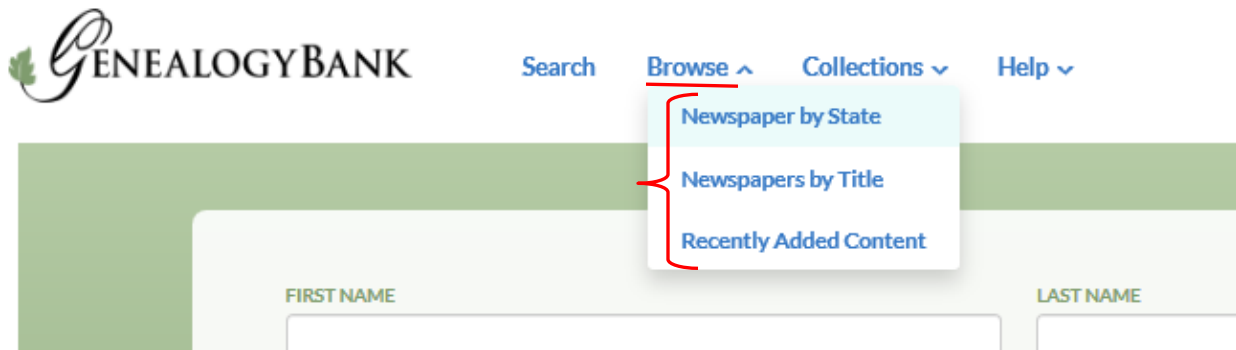 GENEALOGYBANK
Search Browse Collections Help
Newspaper by State
Newspapers by Title
Recently Added Content
FIRST NAME LAST NAME